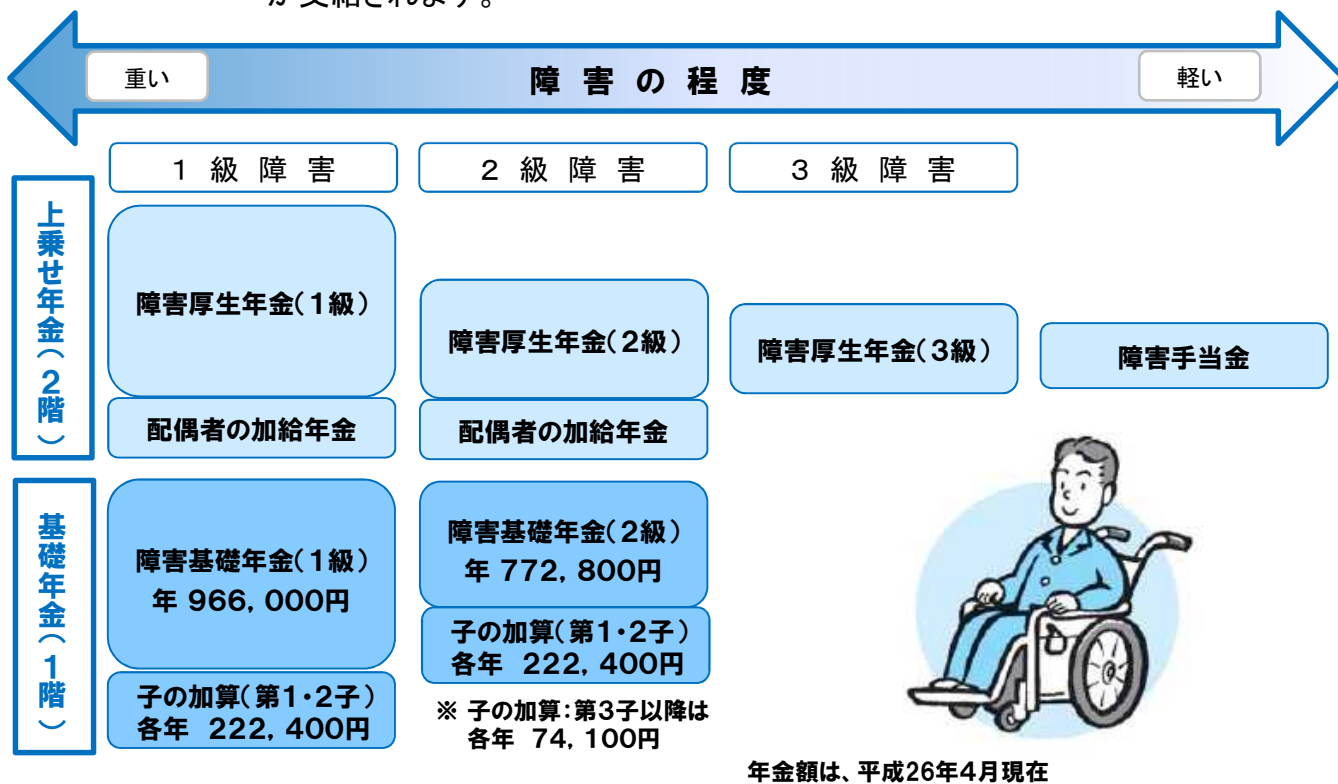 が支給されます。
重い
障害の程度
軽い
1級障害
2級障害
3級障害
上乗せ年金（2階）
障害厚生年金（1級）
障害厚生年金（2級）
障害厚生年金（3級）
障害手当金
配偶者の加給年金
配偶者の加給年金
基礎年金（1階）
障害基礎年金（1級）
年 966，000円
子の加算（第1・2子）
各年 222，400円
障害基礎年金（2級）
年 772，800円
子の加算（第1・2子）
各年 222，400円
※ 子の加算：第3子以降は
各年 74，100円
年金額は、平成26年4月現在